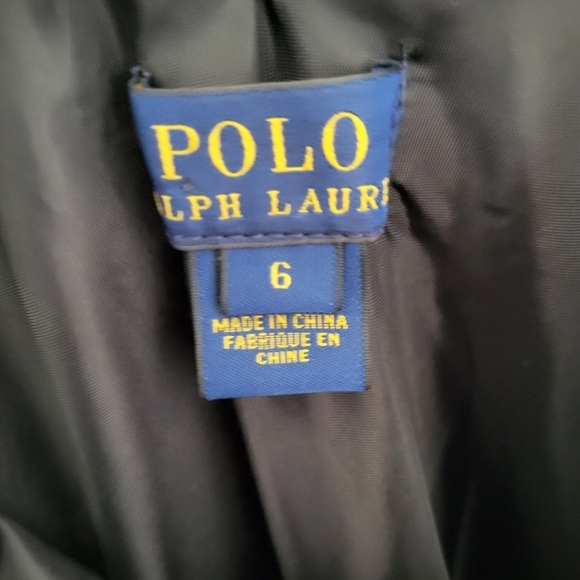 POLO
LPH LAUR
6
MADE IN CHINA
FABRIQUE EN
CHINE